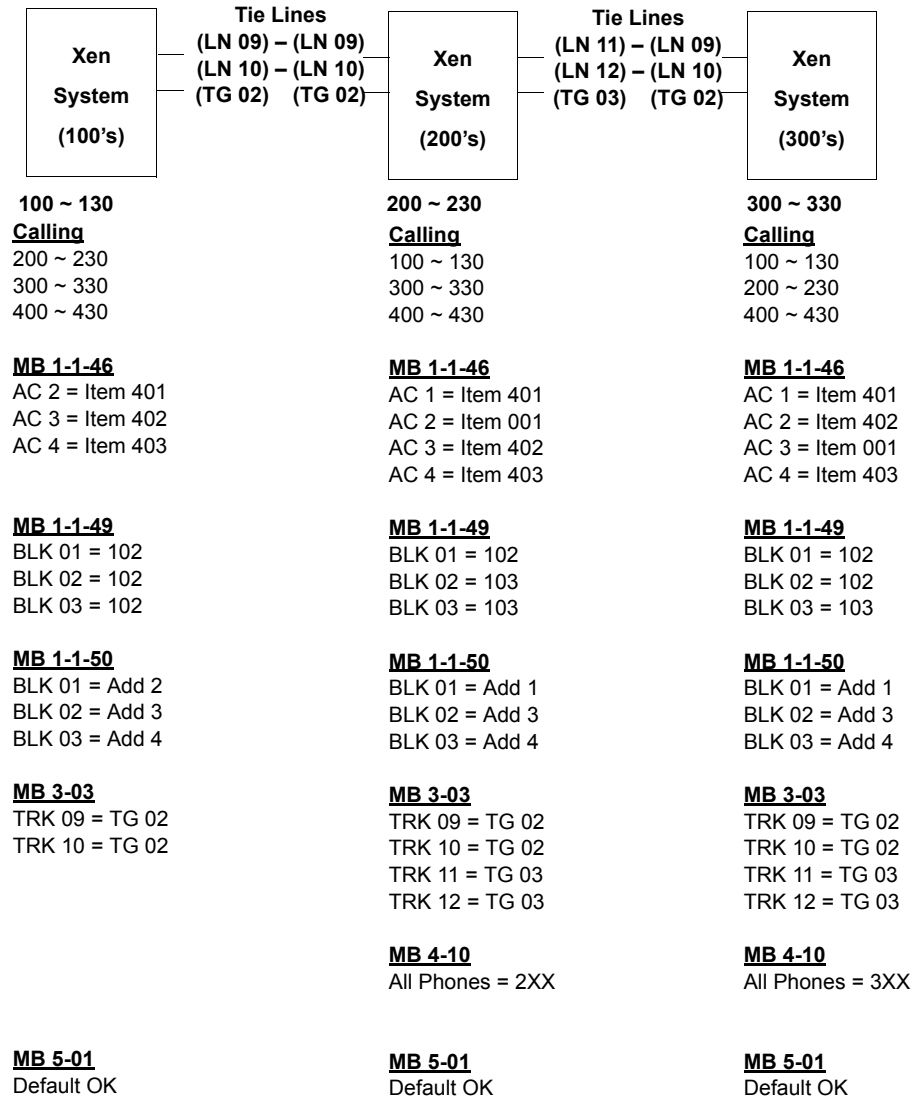 Tie Lines
(LN 09) – (LN 09)
(LN 10) – (LN 10)
(TG 02) (TG 02)
Tie Lines
(LN 11) – (LN 09)
(LN 12) – (LN 10)
(TG 03) (TG 02)
Xen
System
(100’s)
Xen
System
(200’s)
Xen
System
(300’s)
100 ~ 130
Calling
200 ~ 230
300 ~ 330
400 ~ 430
MB 1-1-46
AC 2 = Item 401
AC 3 = Item 402
AC 4 = Item 403
MB 1-1-49
BLK 01 = 102
BLK 02 = 102
BLK 03 = 102
MB 1-1-50
BLK 01 = Add 2
BLK 02 = Add 3
BLK 03 = Add 4
MB 3-03
TRK 09 = TG 02
TRK 10 = TG 02
MB 5-01
Default OK
200 ~ 230
Calling
100 ~ 130
300 ~ 330
400 ~ 430
MB 1-1-46
AC 1 = Item 401
AC 2 = Item 001
AC 3 = Item 402
AC 4 = Item 403
MB 1-1-49
BLK 01 = 102
BLK 02 = 103
BLK 03 = 103
MB 1-1-50
BLK 01 = Add 1
BLK 02 = Add 3
BLK 03 = Add 4
MB 3-03
TRK 09 = TG 02
TRK 10 = TG 02
TRK 11 = TG 03
TRK 12 = TG 03
MB 4-10
All Phones = 2XX
MB 5-01
Default OK
300 ~ 330
Calling
100 ~ 130
200 ~ 230
400 ~ 430
MB 1-1-46
AC 1 = Item 401
AC 2 = Item 402
AC 3 = Item 001
AC 4 = Item 403
MB 1-1-49
BLK 01 = 102
BLK 02 = 102
BLK 03 = 103
MB 1-1-50
BLK 01 = Add 1
BLK 02 = Add 3
BLK 03 = Add 4
MB 3-03
TRK 09 = TG 02
TRK 10 = TG 02
TRK 11 = TG 03
TRK 12 = TG 03
MB 4-10
All Phones = 3XX
MB 5-01
Default OK